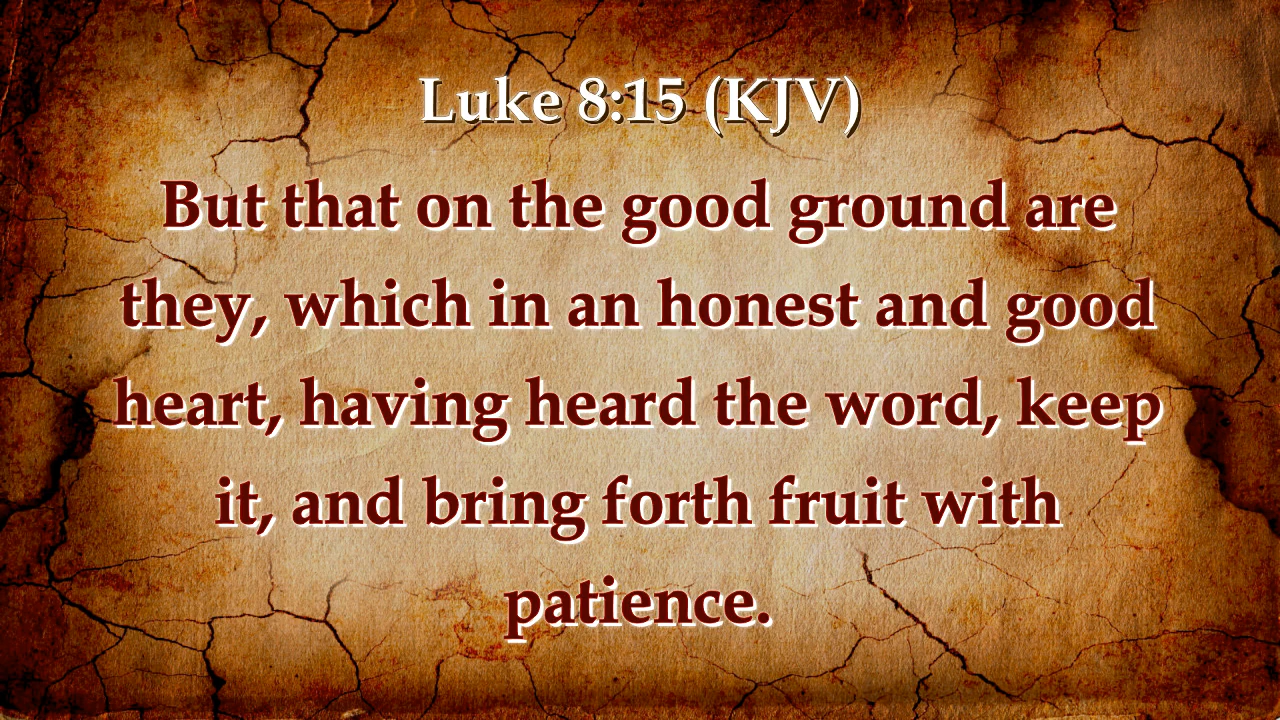 Luke 8:15 (KJV)
But that on the good ground are
they, which in an honest and good
heart, having heard the word, keep
it, and bring forth fruit with
patience.